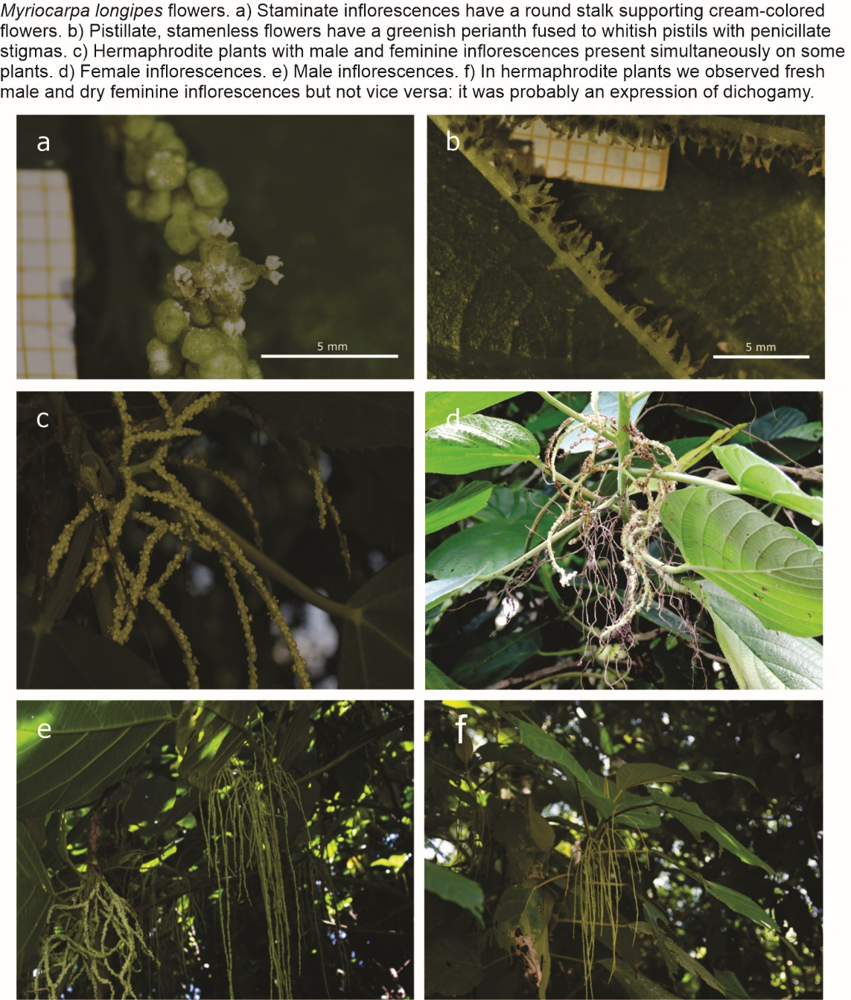 Myriocarpa longipes flowers. a) Staminate inflorescences have a round stalk supporting cream-colored
flowers. b) Pistillate, stamenless flowers have a greenish perianth fused to whitish pistils with penicillate
stigmas. c) Hermaphrodite plants with male and feminine inflorescences present simultaneously on some
plants. d) Female inflorescences. e) Male inflorescences. f) In hermaphrodite plants we observed fresh
male and dry feminine inflorescences but not vice versa: it was probably an expression of dichogamy.
a
b
5 mm
5 mm
c
d
e
f